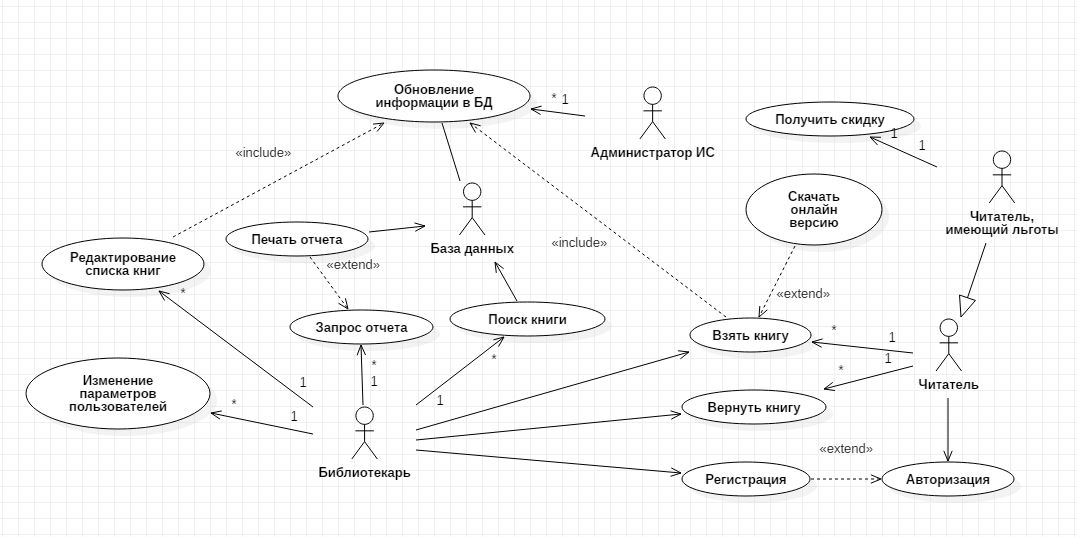 Обновление
информации в БД
* 1
Администратор ИС
Получить скидку
1
1
«include»
Скачать
онлайн
версию
Читатель,
имеющий льготы
Печать отчета
База данных
«include»
Редактирование
списка книг
«extend»
*
«extend»
Запрос отчета
Поиск книги
Взять книгу
*
1
*
1
*
1
*
Изменение
параметров
пользователей
1
*
1
1
Читатель
Вернуть книгу
«extend»
Библиотекарь
Регистрация
Авторизация